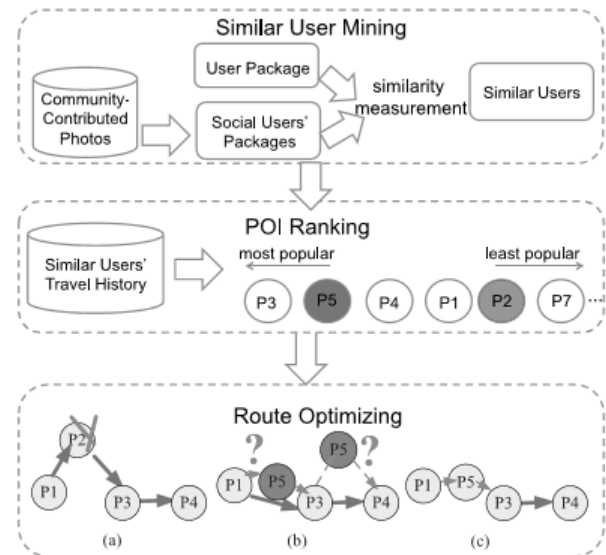 Similar User Mining
User Package
Community-
Contributed
Photos
Social Users'
Packages
similarity
measurement
Similar Users
POI Ranking
Similar Users'
Travel History
most popular
least popular
P3 P5 P4 P1 P2 P7 ...
Route Optimizing
P2
P1
P3
P4
(a)
?
P5
?
P1
P5
P3
P4
(b)
P1
P5
P3
P4
(c)